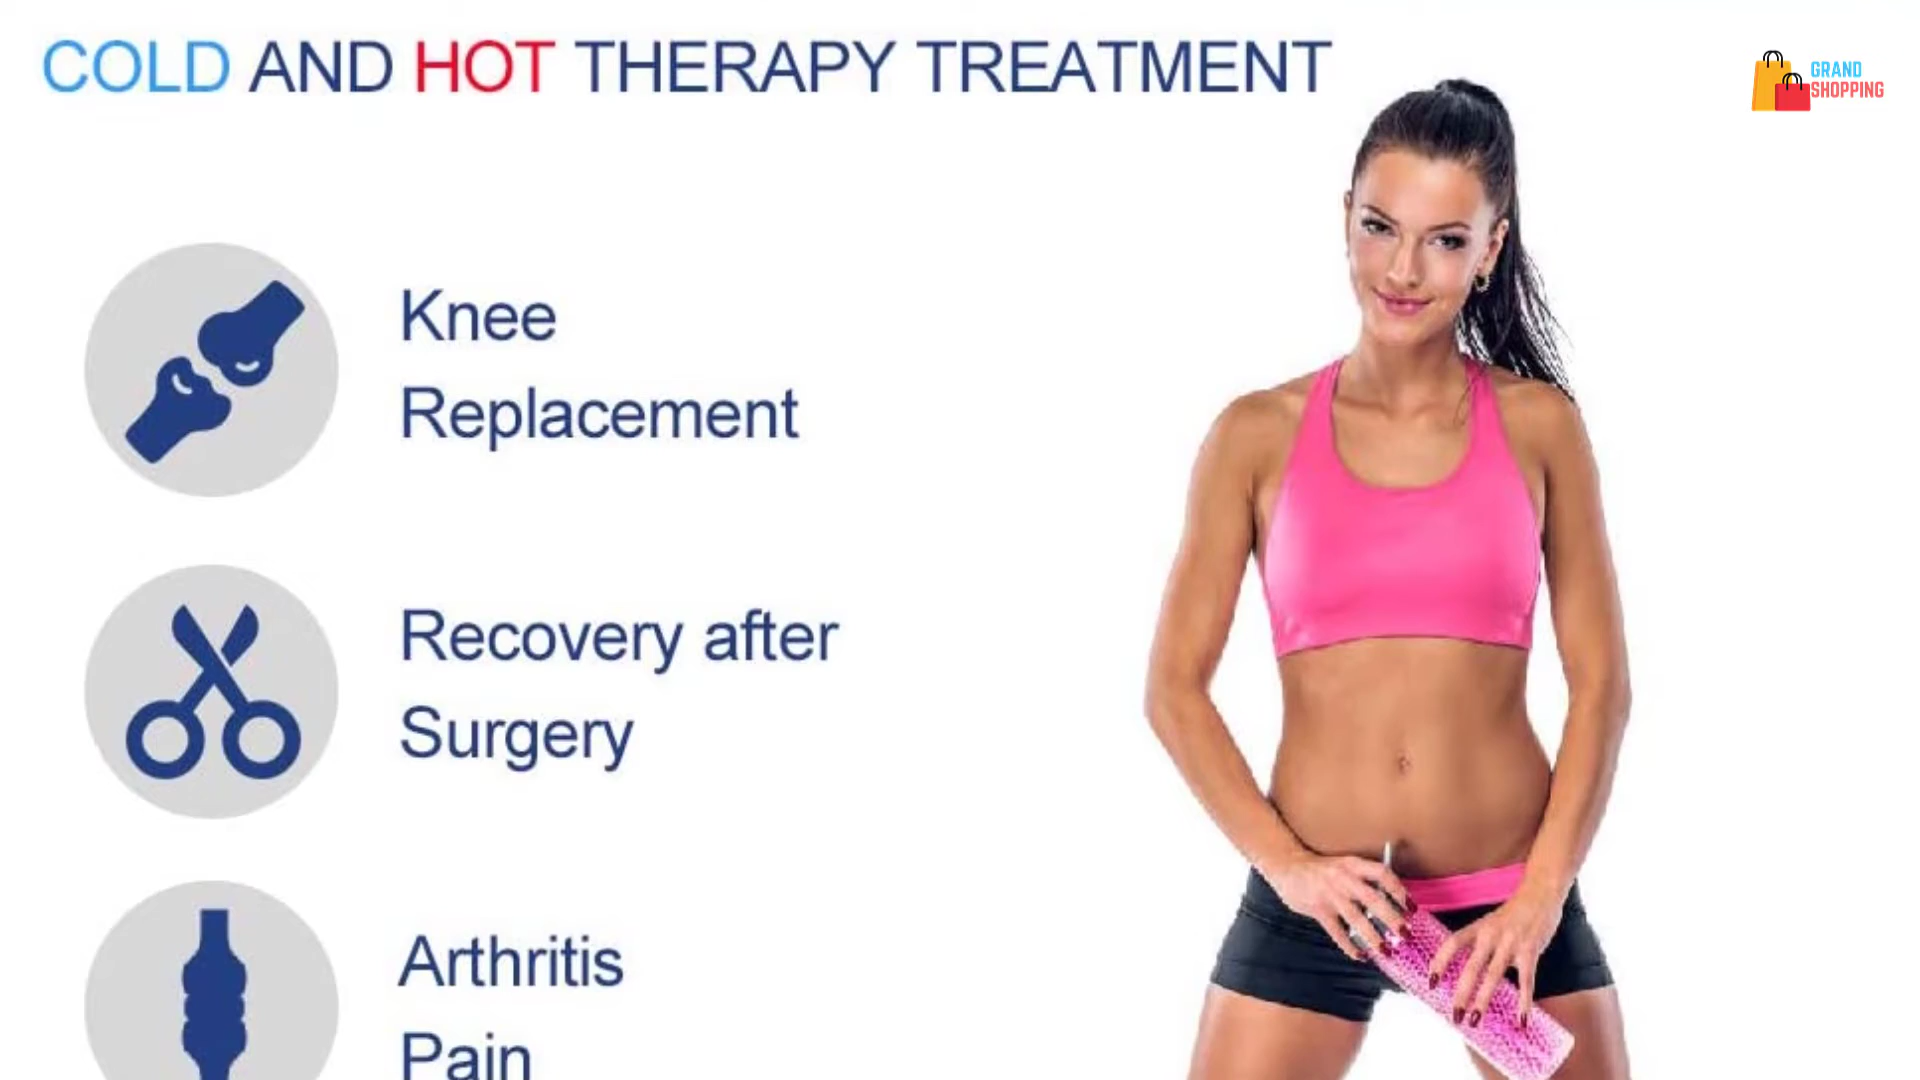 COLD AND HOT THERAPY TREATMENT
GRAND
SHOPPING
Knee
Replacement
Recovery after
Surgery
Arthritis
Pain